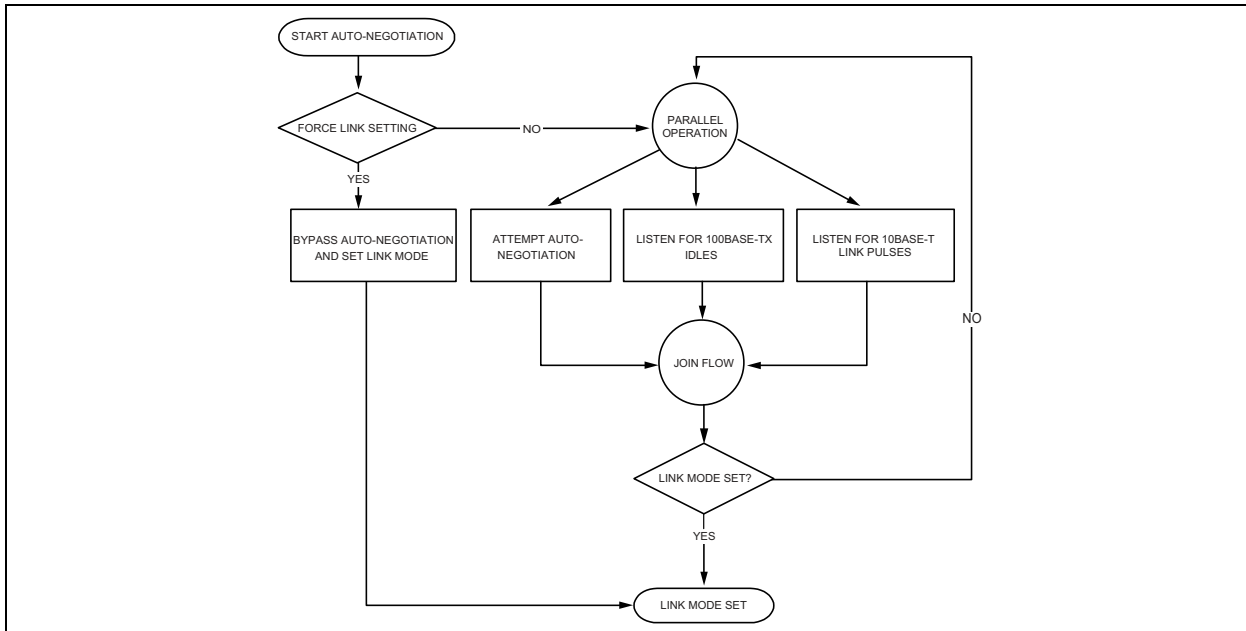 START AUTO-NEGOTIATION
FORCE LINK SETTING
NO
PARALLEL
OPERATION
YES
BYPASS AUTO-NEGOTIATION
AND SET LINK MODE
ATTEMPT AUTO-
NEGOTIATION
LISTEN FOR 100BASE-TX
IDLES
LISTEN FOR 10BASE-T
LINK PULSES
NO
JOIN FLOW
LINK MODE SET?
YES
LINK MODE SET